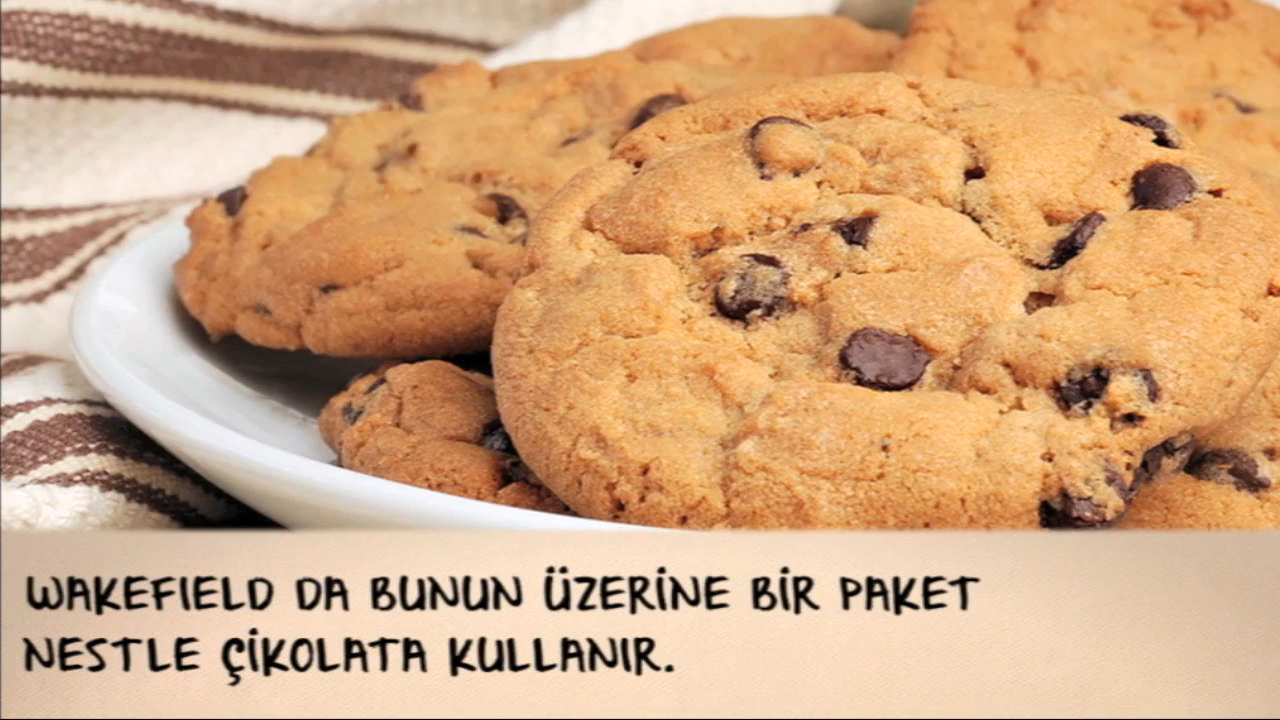 WAKEFIELD DA BUNUN ÜZERİNE BİR PAKET
NESTLE ÇİKOLATA KULLANIR.